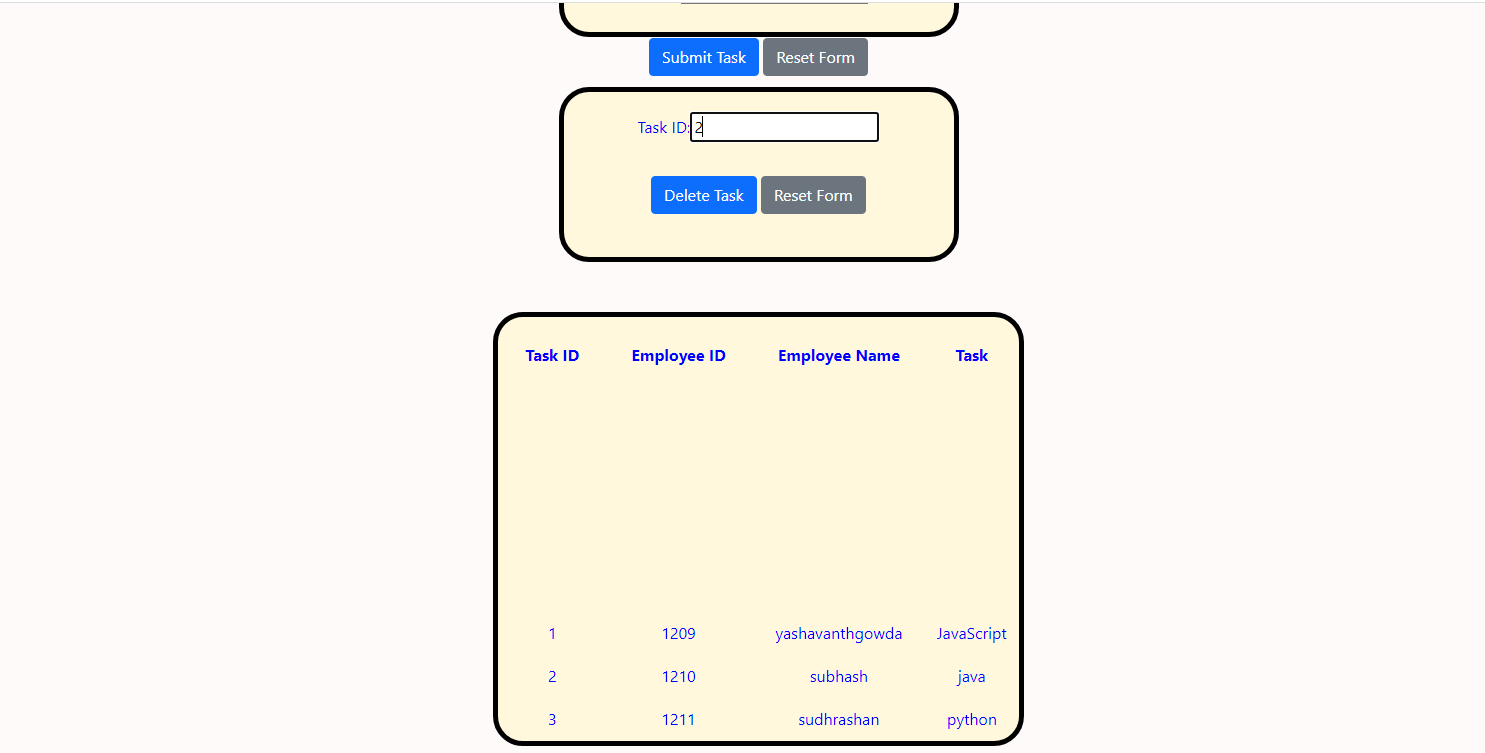 Submit Task Reset Form
Task ID: 2
Delete Task Reset Form
Task ID Employee ID Employee Name Task
1 1209 yashavanthgowda JavaScript
2 1210 subhash java
3 1211 sudhrashan python